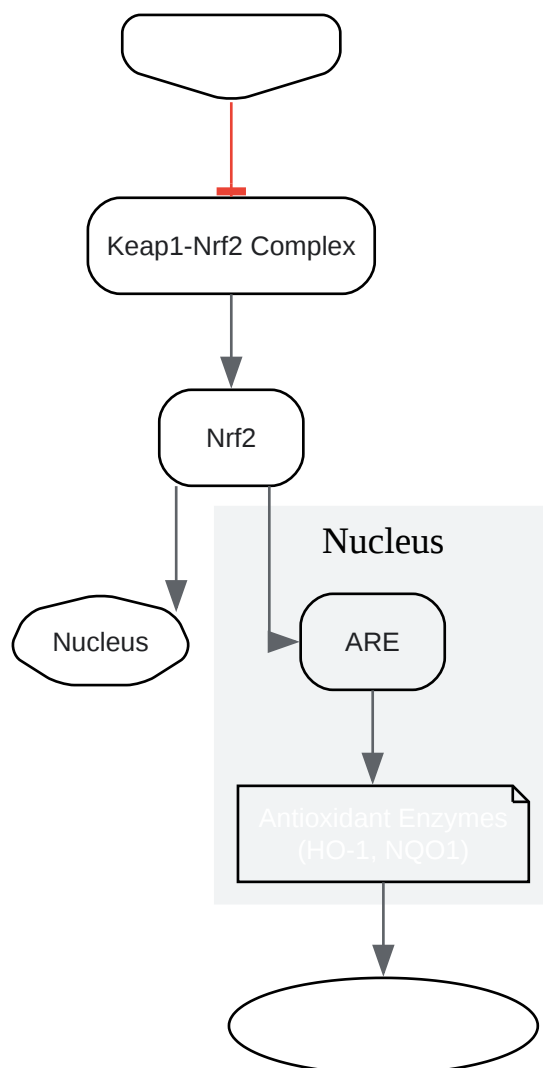 Keap1-Nrf2 Complex
Nrf2
Nucleus
Nucleus
ARE
Antioxidant Enzymes
(HO-1, NQO1)